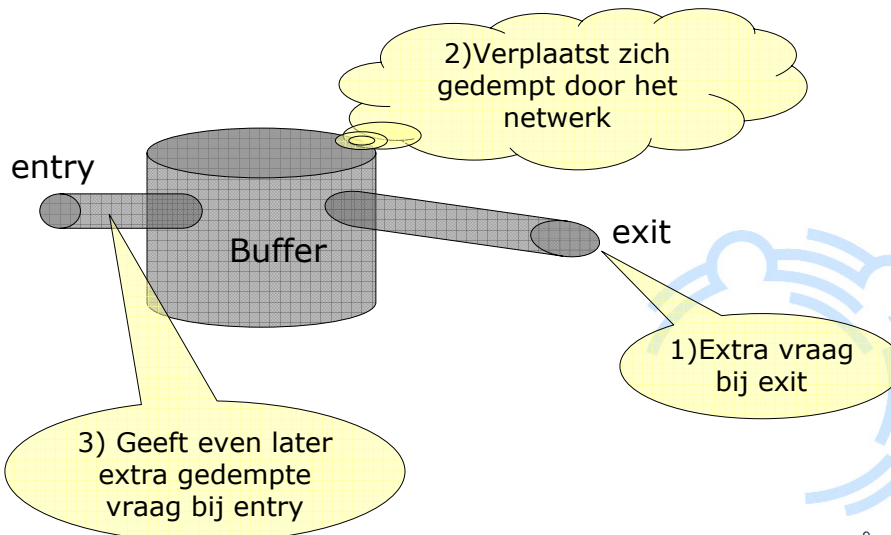 2)Verplaatst zich
gedempt door het
netwerk
entry
Buffer
exit
1)Extra vraag
bij exit
3) Geeft even later
extra gedempte
vraag bij entry